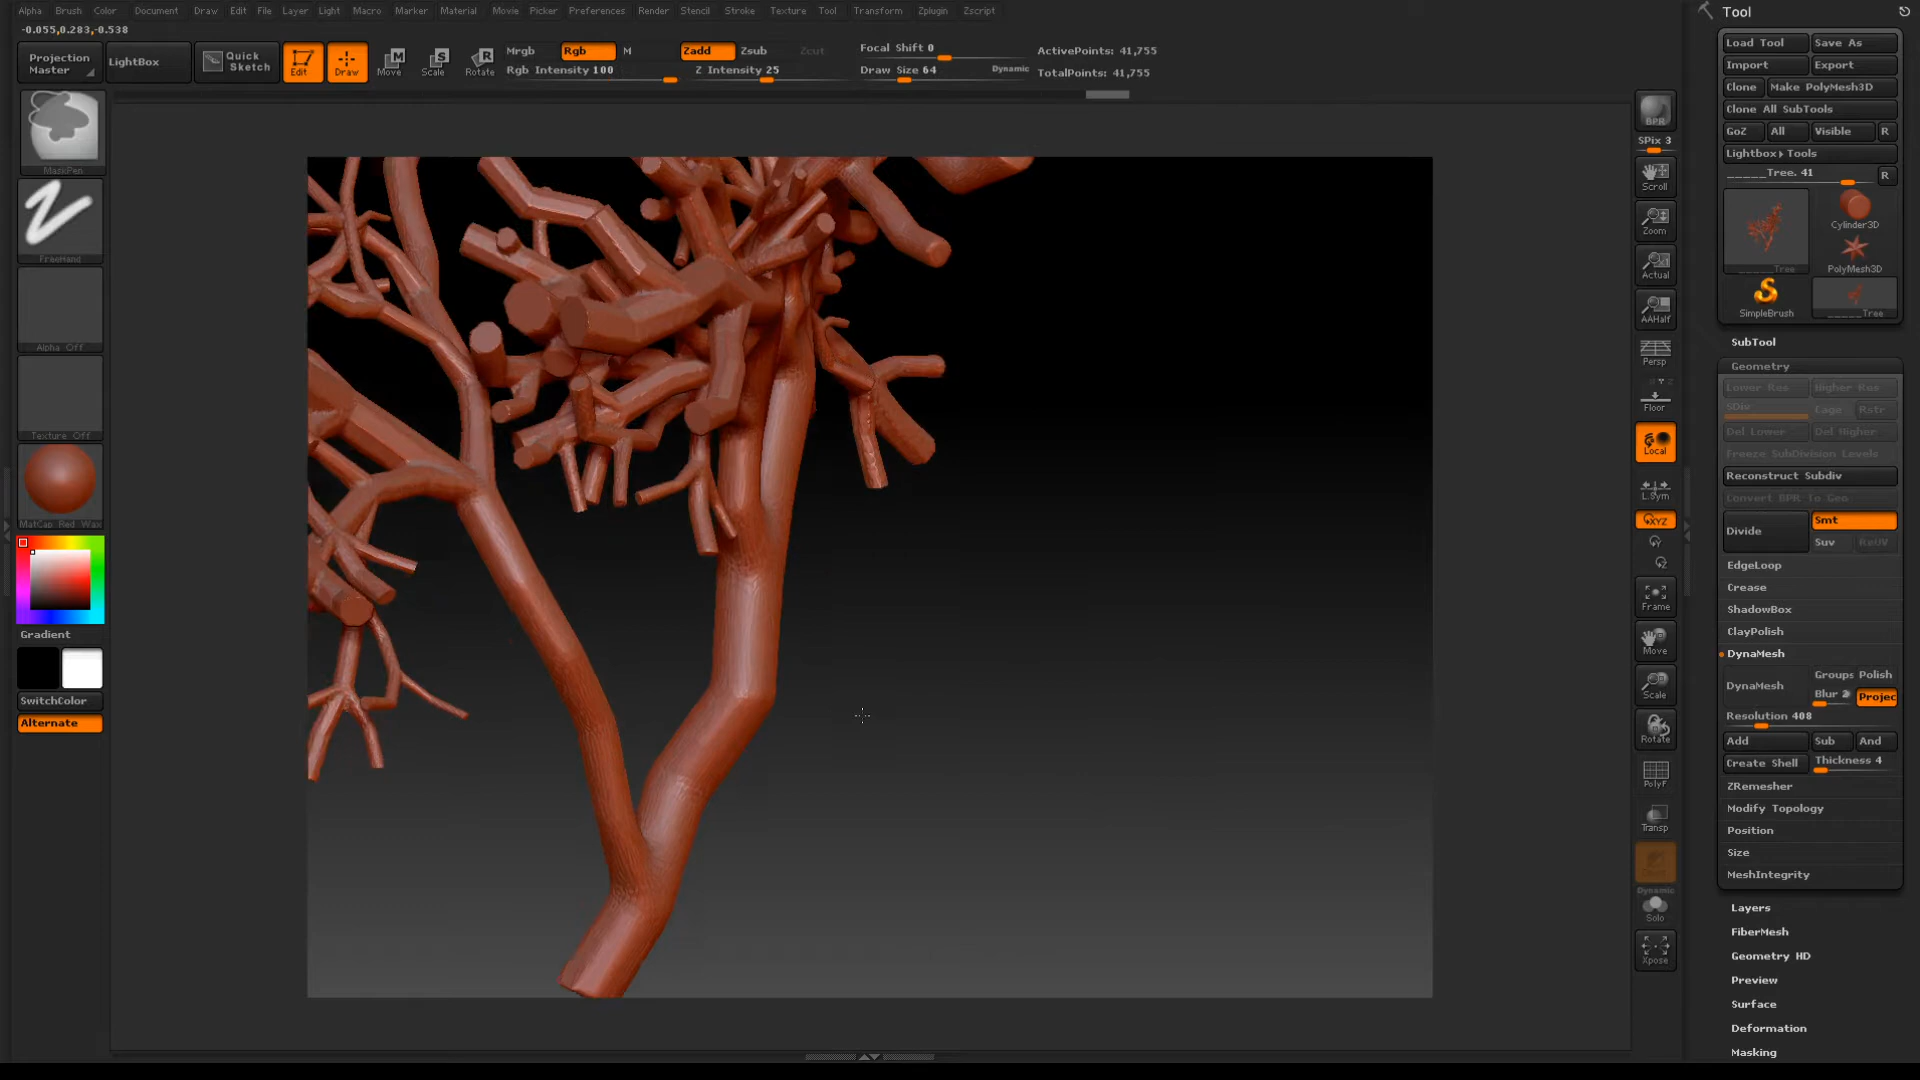 Alpha Brush Color Document Draw Edit File Layer Light Macro Marker Material Movie Picker Preferences Render Stencil Stroke Texture Tool Transform Zplugin Zscript
-0.055,0.283,-0.538
Projection Master
LightBox
Quick Sketch
Edit
Draw
Move
Scale
Rotate
Mrgb Rgb M
Rgb Intensity 100
Zadd Zsub Zcut
Z Intensity 25
Focal Shift 0
Draw Size 64
Dynamic
ActivePoints: 41,755
TotalPoints: 41,755
MaskPen
FreeHand
Alpha Off
Texture Off
MatCap Red Wax
Gradient
SwitchColor
Alternate
BPR
SPix 3
Scroll
Zoom
Actual
AAHalf
Persp
Floor
Local
L.Sym
XYZ
Frame
Move
Scale
Rotate
PolyF
Transp
Dynamic
Solo
Xpose
Tool
Load Tool Save As
Import Export
Clone Make PolyMesh3D
Clone All SubTools
GoZ All Visible R
Lightbox▸Tools
_____Tree. 41 R
_____Tree
Cylinder3D
PolyMesh3D
SimpleBrush
_____Tree
SubTool
Geometry
Lower Res Higher Res
SDiv Cage Rstr
Del Lower Del Higher
Freeze SubDivision Levels
Reconstruct Subdiv
Convert BPR To Geo
Divide Smt
Suv ReUV
EdgeLoop
Crease
ShadowBox
ClayPolish
DynaMesh
DynaMesh Groups Polish
Blur 2 Projec
Resolution 408
Add Sub And
Create Shell Thickness 4
ZRemesher
Modify Topology
Position
Size
MeshIntegrity
Layers
FiberMesh
Geometry HD
Preview
Surface
Deformation
Masking